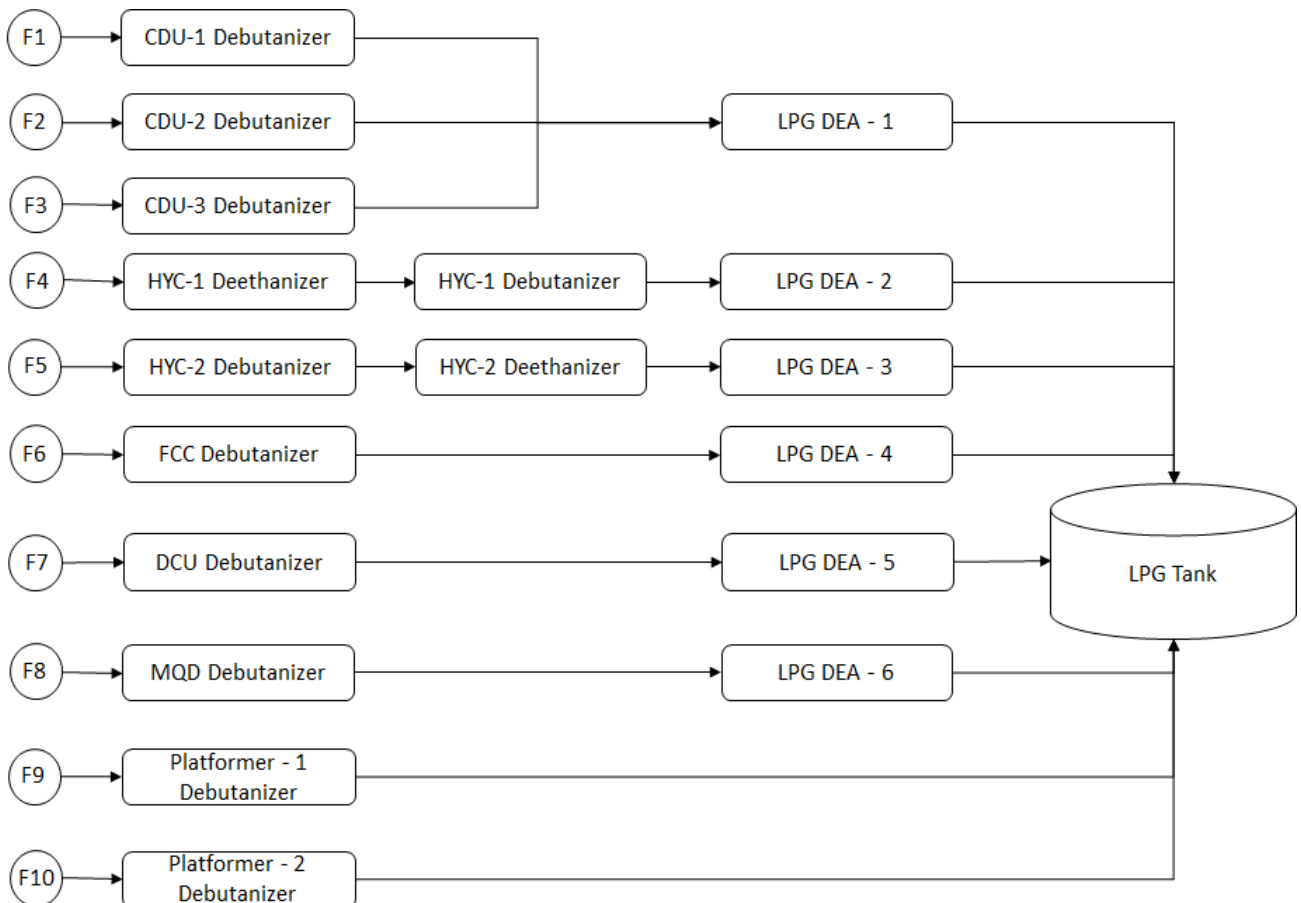 F1
CDU-1 Debutanizer
F2
CDU-2 Debutanizer
LPG DEA - 1
F3
CDU-3 Debutanizer
F4
HYC-1 Deethanizer
HYC-1 Debutanizer
LPG DEA - 2
F5
HYC-2 Debutanizer
HYC-2 Deethanizer
LPG DEA - 3
F6
FCC Debutanizer
LPG DEA - 4
F7
DCU Debutanizer
LPG DEA - 5
LPG Tank
F8
MQD Debutanizer
LPG DEA - 6
F9
Platformer - 1
Debutanizer
F10
Platformer - 2
Debutanizer